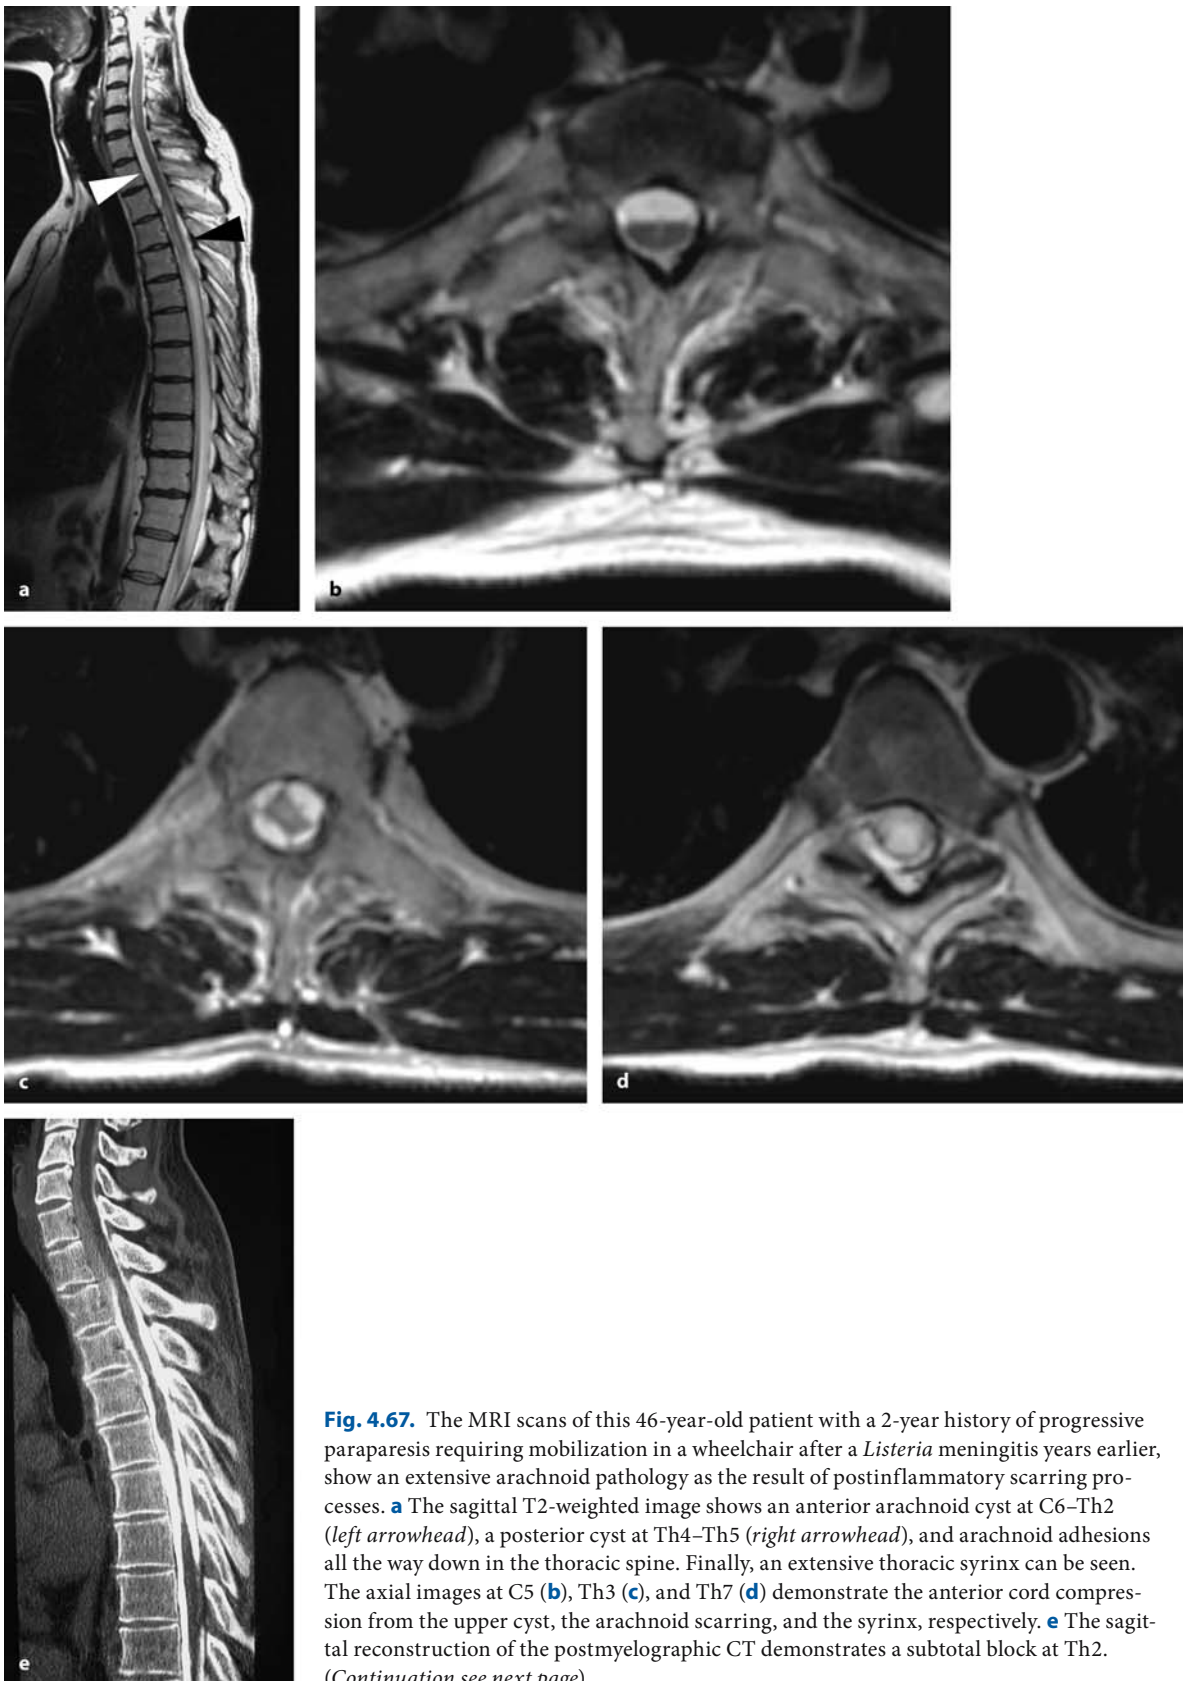 a
b
c
d
e
Fig. 4.67. The MRI scans of this 46-year-old patient with a 2-year history of progressive
paraparesis requiring mobilization in a wheelchair after a Listeria meningitis years earlier,
show an extensive arachnoid pathology as the result of postinflammatory scarring pro-
cesses. a The sagittal T2-weighted image shows an anterior arachnoid cyst at C6–Th2
(left arrowhead), a posterior cyst at Th4–Th5 (right arrowhead), and arachnoid adhesions
all the way down in the thoracic spine. Finally, an extensive thoracic syrinx can be seen.
The axial images at C5 (b), Th3 (c), and Th7 (d) demonstrate the anterior cord compres-
sion from the upper cyst, the arachnoid scarring, and the syrinx, respectively. e The sagit-
tal reconstruction of the postmyelographic CT demonstrates a subtotal block at Th2.
(Continuation see next page)